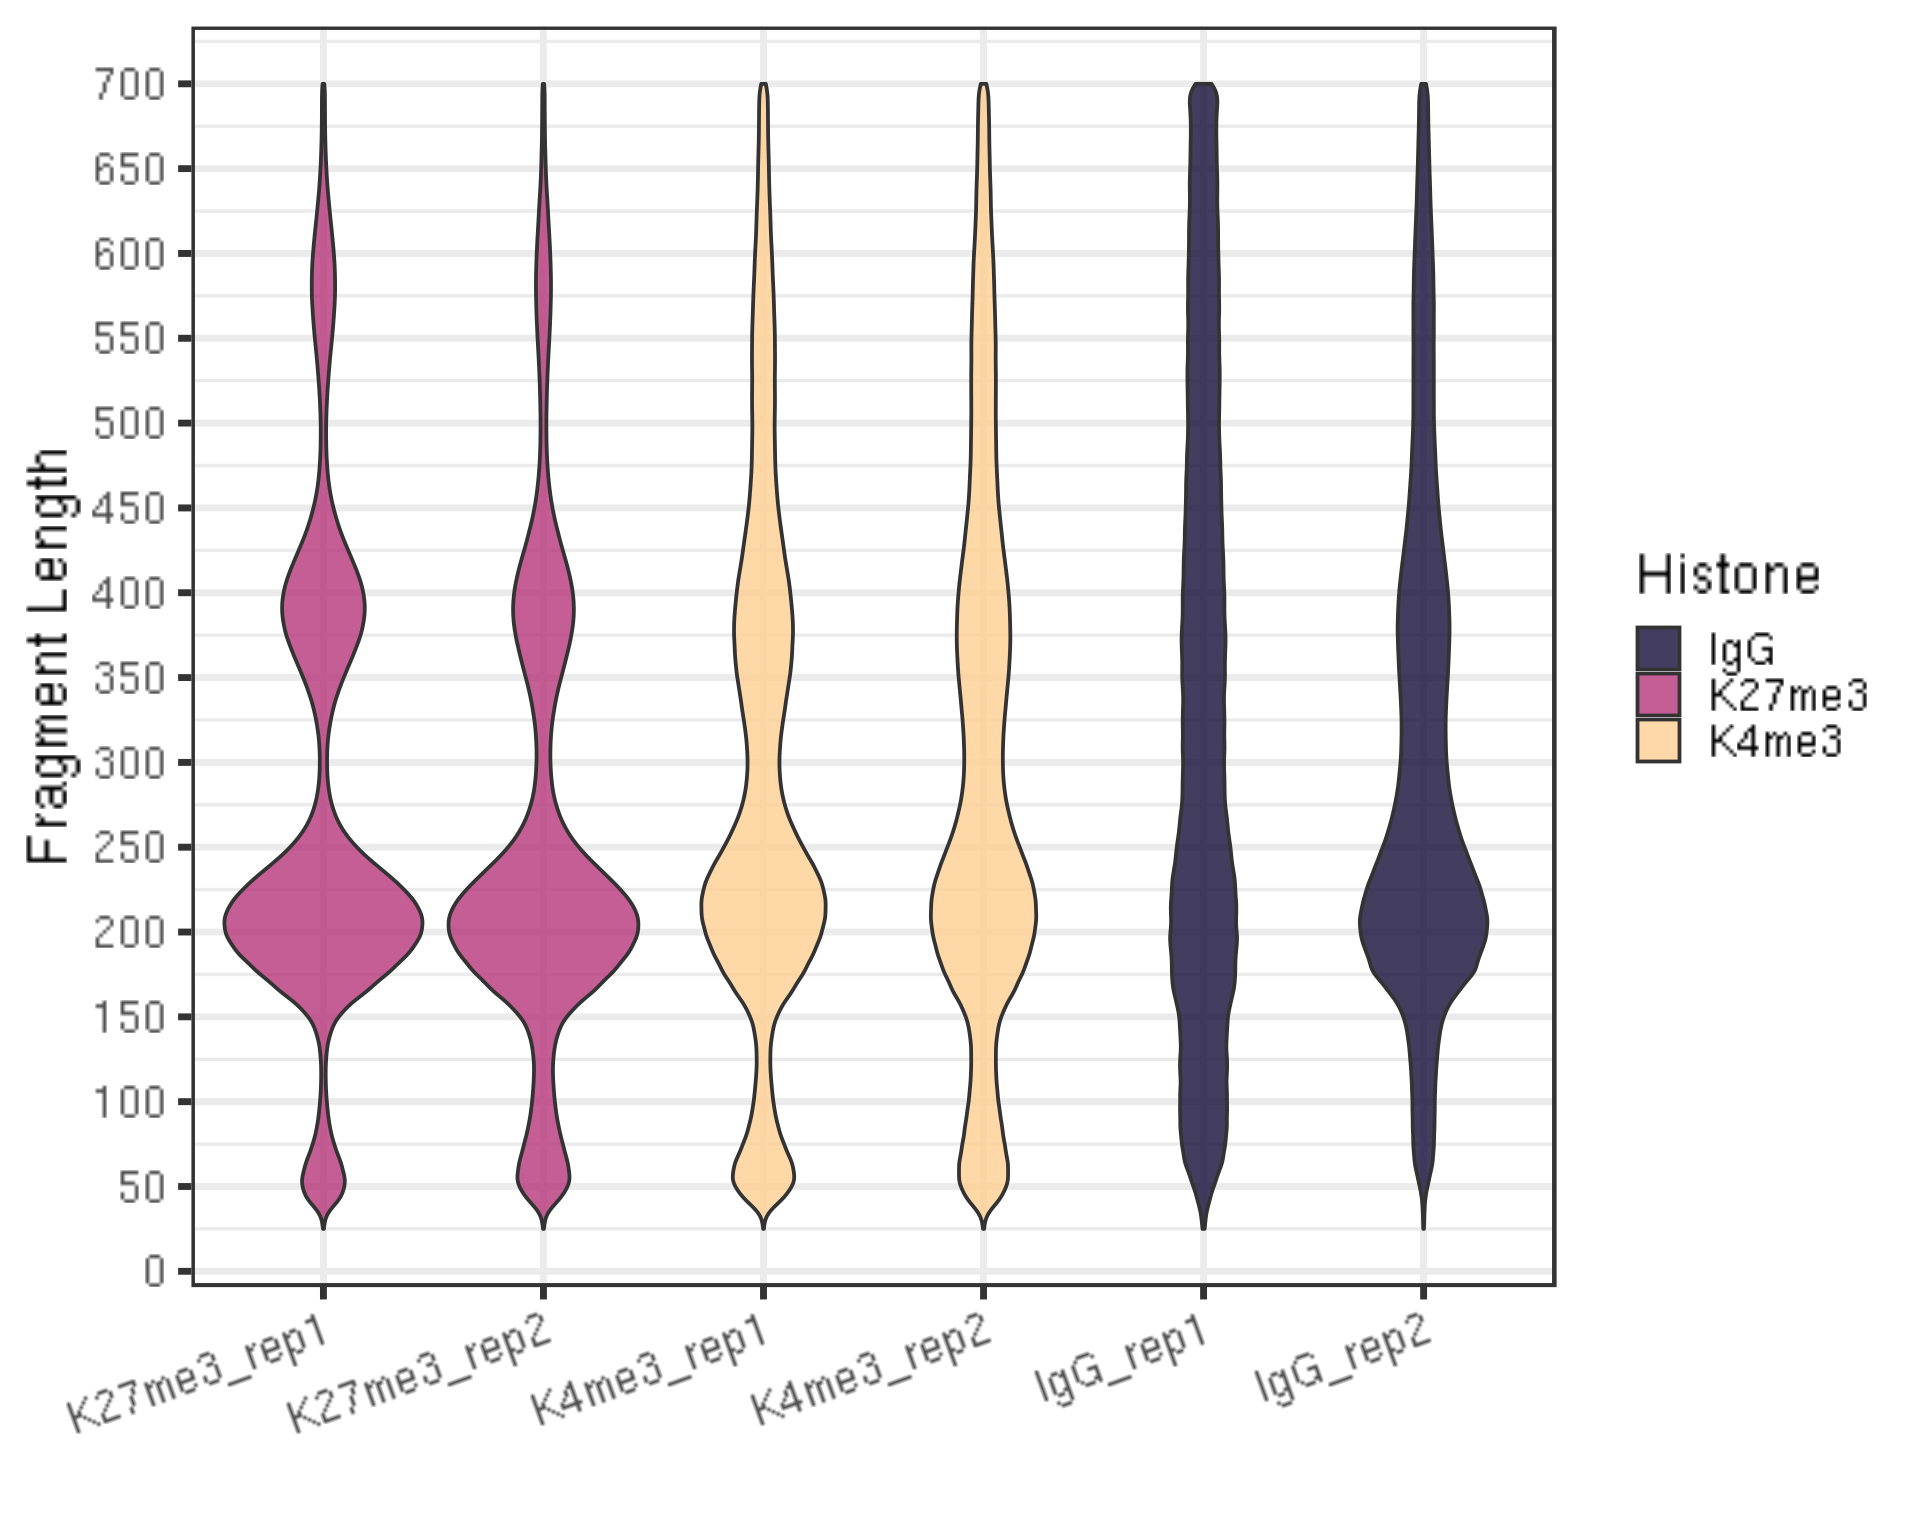 Fragment Length
700
650
600
550
500
450
400
350
300
250
200
150
100
50
0
K27me3_rep1
K27me3_rep2
K4me3_rep1
K4me3_rep2
IgG_rep1
IgG_rep2
Histone
IgG
K27me3
K4me3